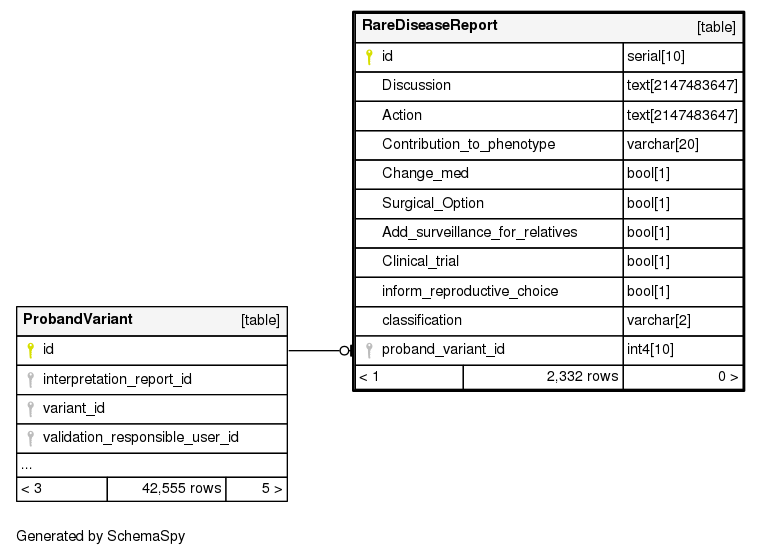 RareDiseaseReport [table]
id serial[10]
Discussion text[2147483647]
Action text[2147483647]
Contribution_to_phenotype varchar[20]
Change_med bool[1]
Surgical_Option bool[1]
Add_surveillance_for_relatives bool[1]
Clinical_trial bool[1]
inform_reproductive_choice bool[1]
classification varchar[2]
proband_variant_id int4[10]
< 1 2,332 rows 0 >
ProbandVariant [table]
id
interpretation_report_id
variant_id
validation_responsible_user_id
...
< 3 42,555 rows 5 >
Generated by SchemaSpy